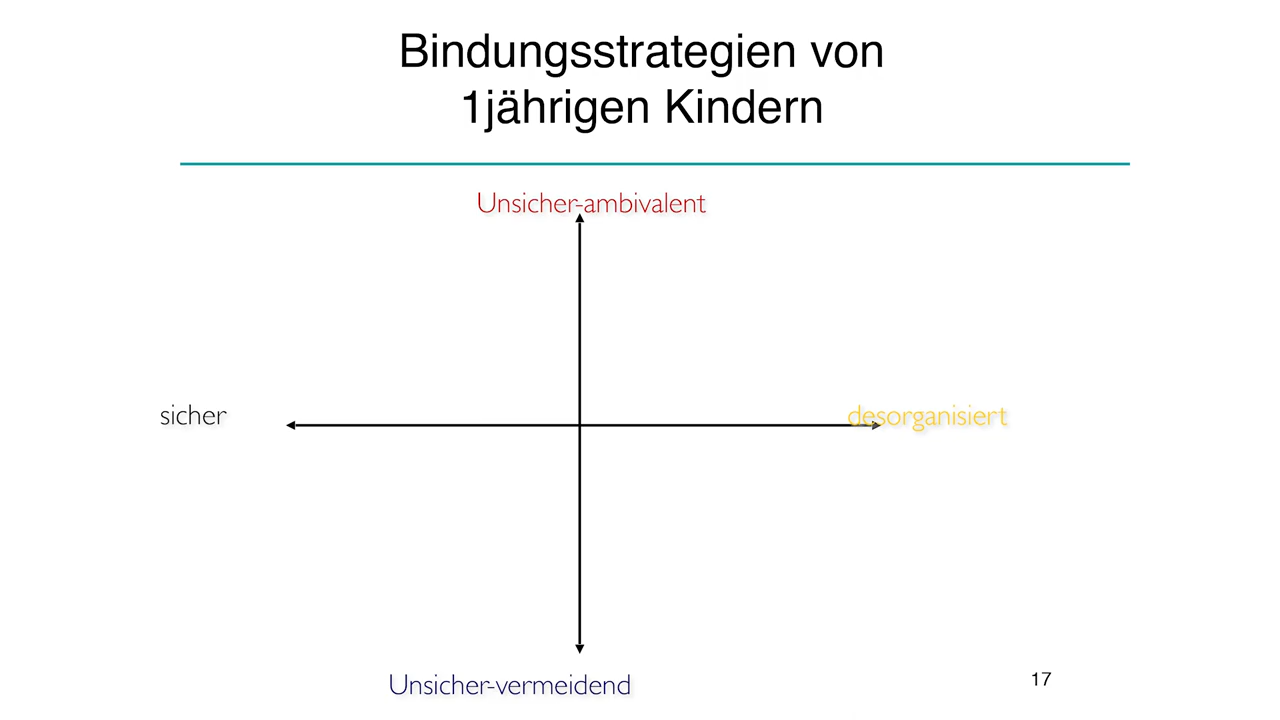 Bindungsstrategien von
1jährigen Kindern
Unsicher-ambivalent
sicher
desorganisiert
Unsicher-vermeidend
17